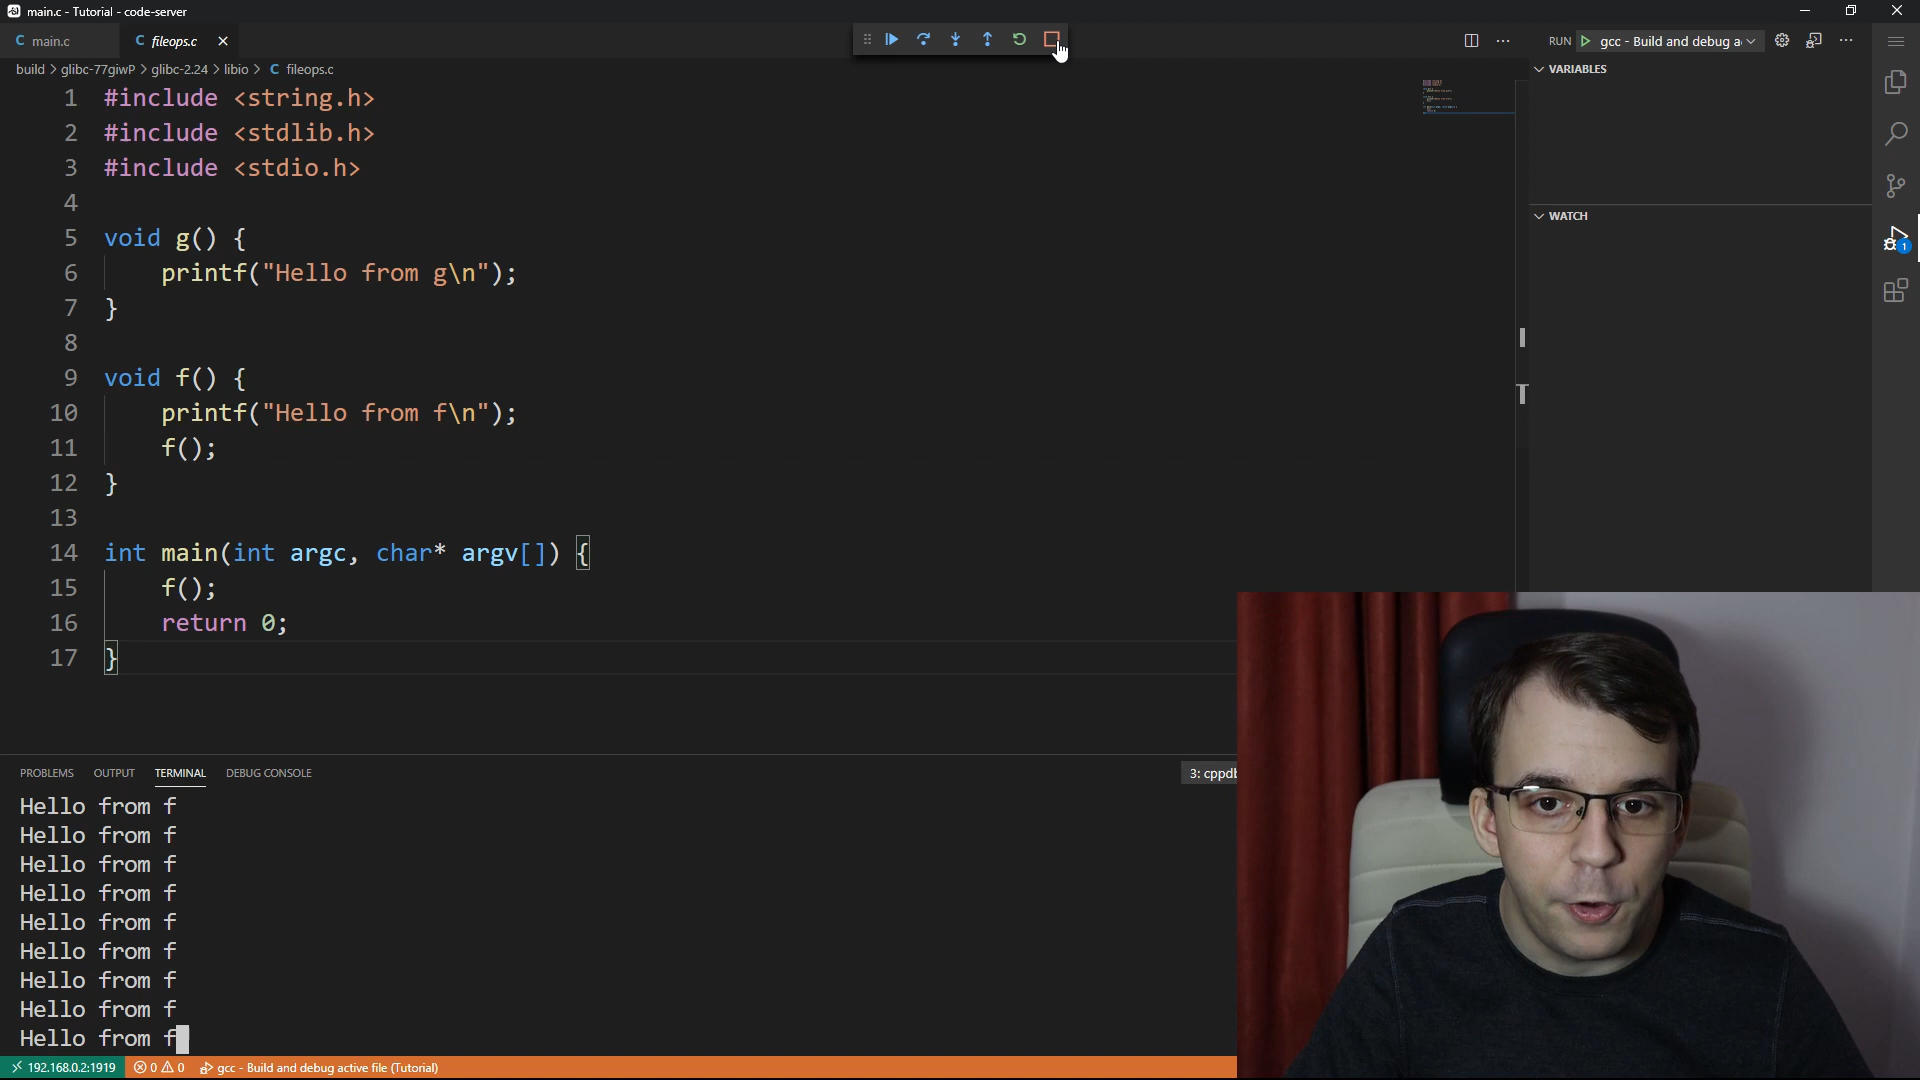 main.c - Tutorial - code-server
C main.c
C fileops.c
RUN gcc - Build and debug a
build > glibc-77giwP > glibc-2.24 > libio > C fileops.c
VARIABLES
WATCH
1
1 #include <string.h>
2 #include <stdlib.h>
3 #include <stdio.h>
4
5 void g() {
6 printf("Hello from g\n");
7 }
8
9 void f() {
10 printf("Hello from f\n");
11 f();
12 }
13
14 int main(int argc, char* argv[]) {
15 f();
16 return 0;
17 }
PROBLEMS OUTPUT TERMINAL DEBUG CONSOLE
3: cppdb
Hello from f
Hello from f
Hello from f
Hello from f
Hello from f
Hello from f
Hello from f
Hello from f
Hello from f
192.168.0.2:1919 0 0 gcc - Build and debug active file (Tutorial)